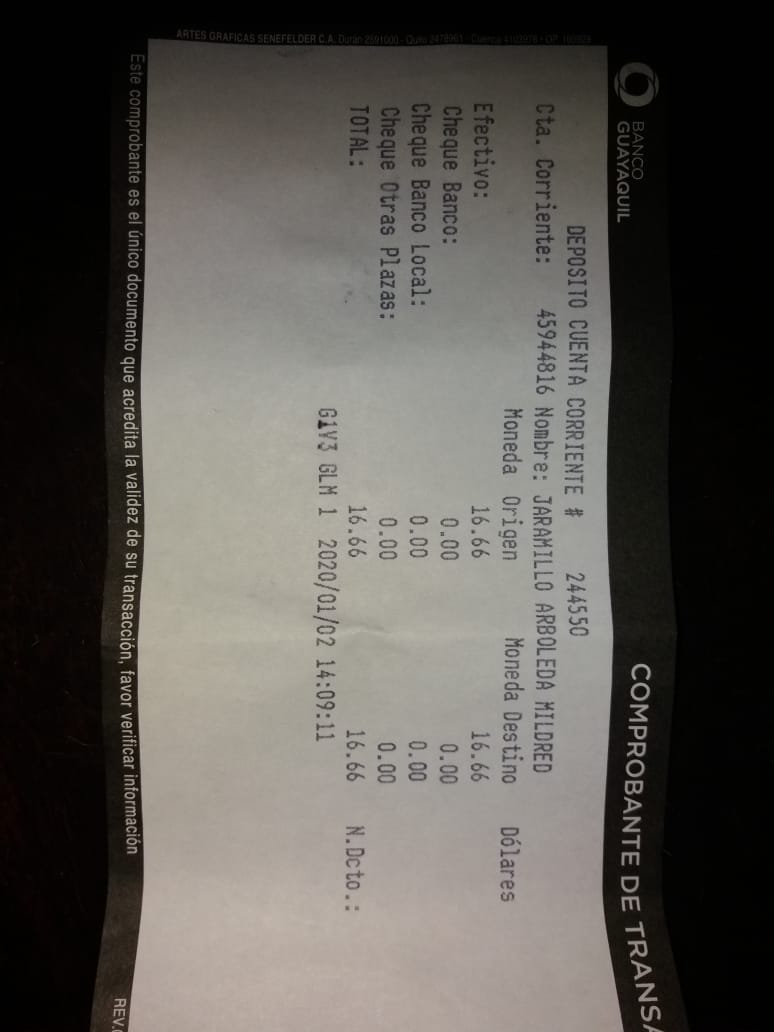 BANCO
GUAYAQUIL
COMPROBANTE DE
DEPOSITO CUENTA CORRIENTE # 244550
Cta. Corriente: 45944816 Nombre: JARAMILLO ARBOLEDA MILDRED
Moneda Origen Moneda Destino Dólares
Efectivo: 16.66 16.66
Cheque Banco: 0.00 0.00
Cheque Banco Local: 0.00 0.00
Cheque Otras Plazas: 0.00 0.00
TOTAL: 16.66 16.66 N.Dcto.:
G1V3 GLM 1 2020/01/02 14:09:11
Este comprobante es el único documento que acredita la validez de su transacción, favor verificar información
ARTES GRAFICAS SENEFELDER C.A.